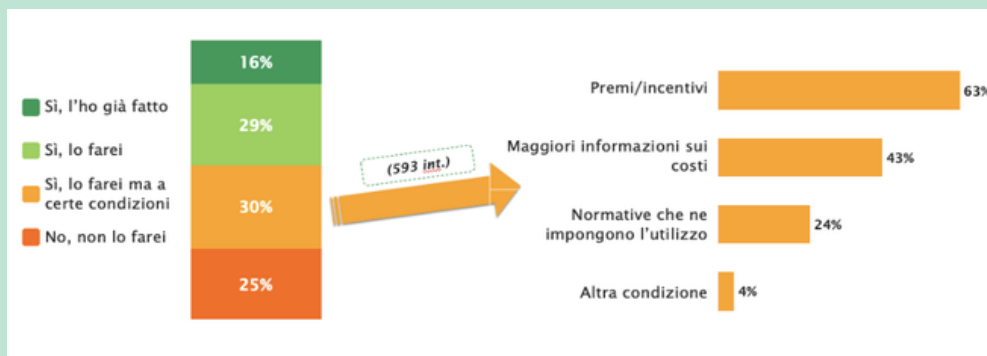 Sì, l'ho già fatto
Sì, lo farei
Sì, lo farei ma a
certe condizioni
No, non lo farei
16%
29%
30%
25%
(593 int.)
Premi/incentivi
63%
Maggiori informazioni sui
costi
43%
Normative che ne
impongono l'utilizzo
24%
Altra condizione
4%